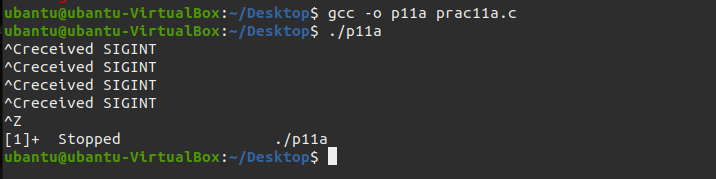 ubantu@ubantu-VirtualBox:~/Desktop$ gcc -o p11a prac11a.c
ubantu@ubantu-VirtualBox:~/Desktop$ ./p11a
^Creceived SIGINT
^Creceived SIGINT
^Creceived SIGINT
^Creceived SIGINT
^Z
[1]+  Stopped                 ./p11a
ubantu@ubantu-VirtualBox:~/Desktop$